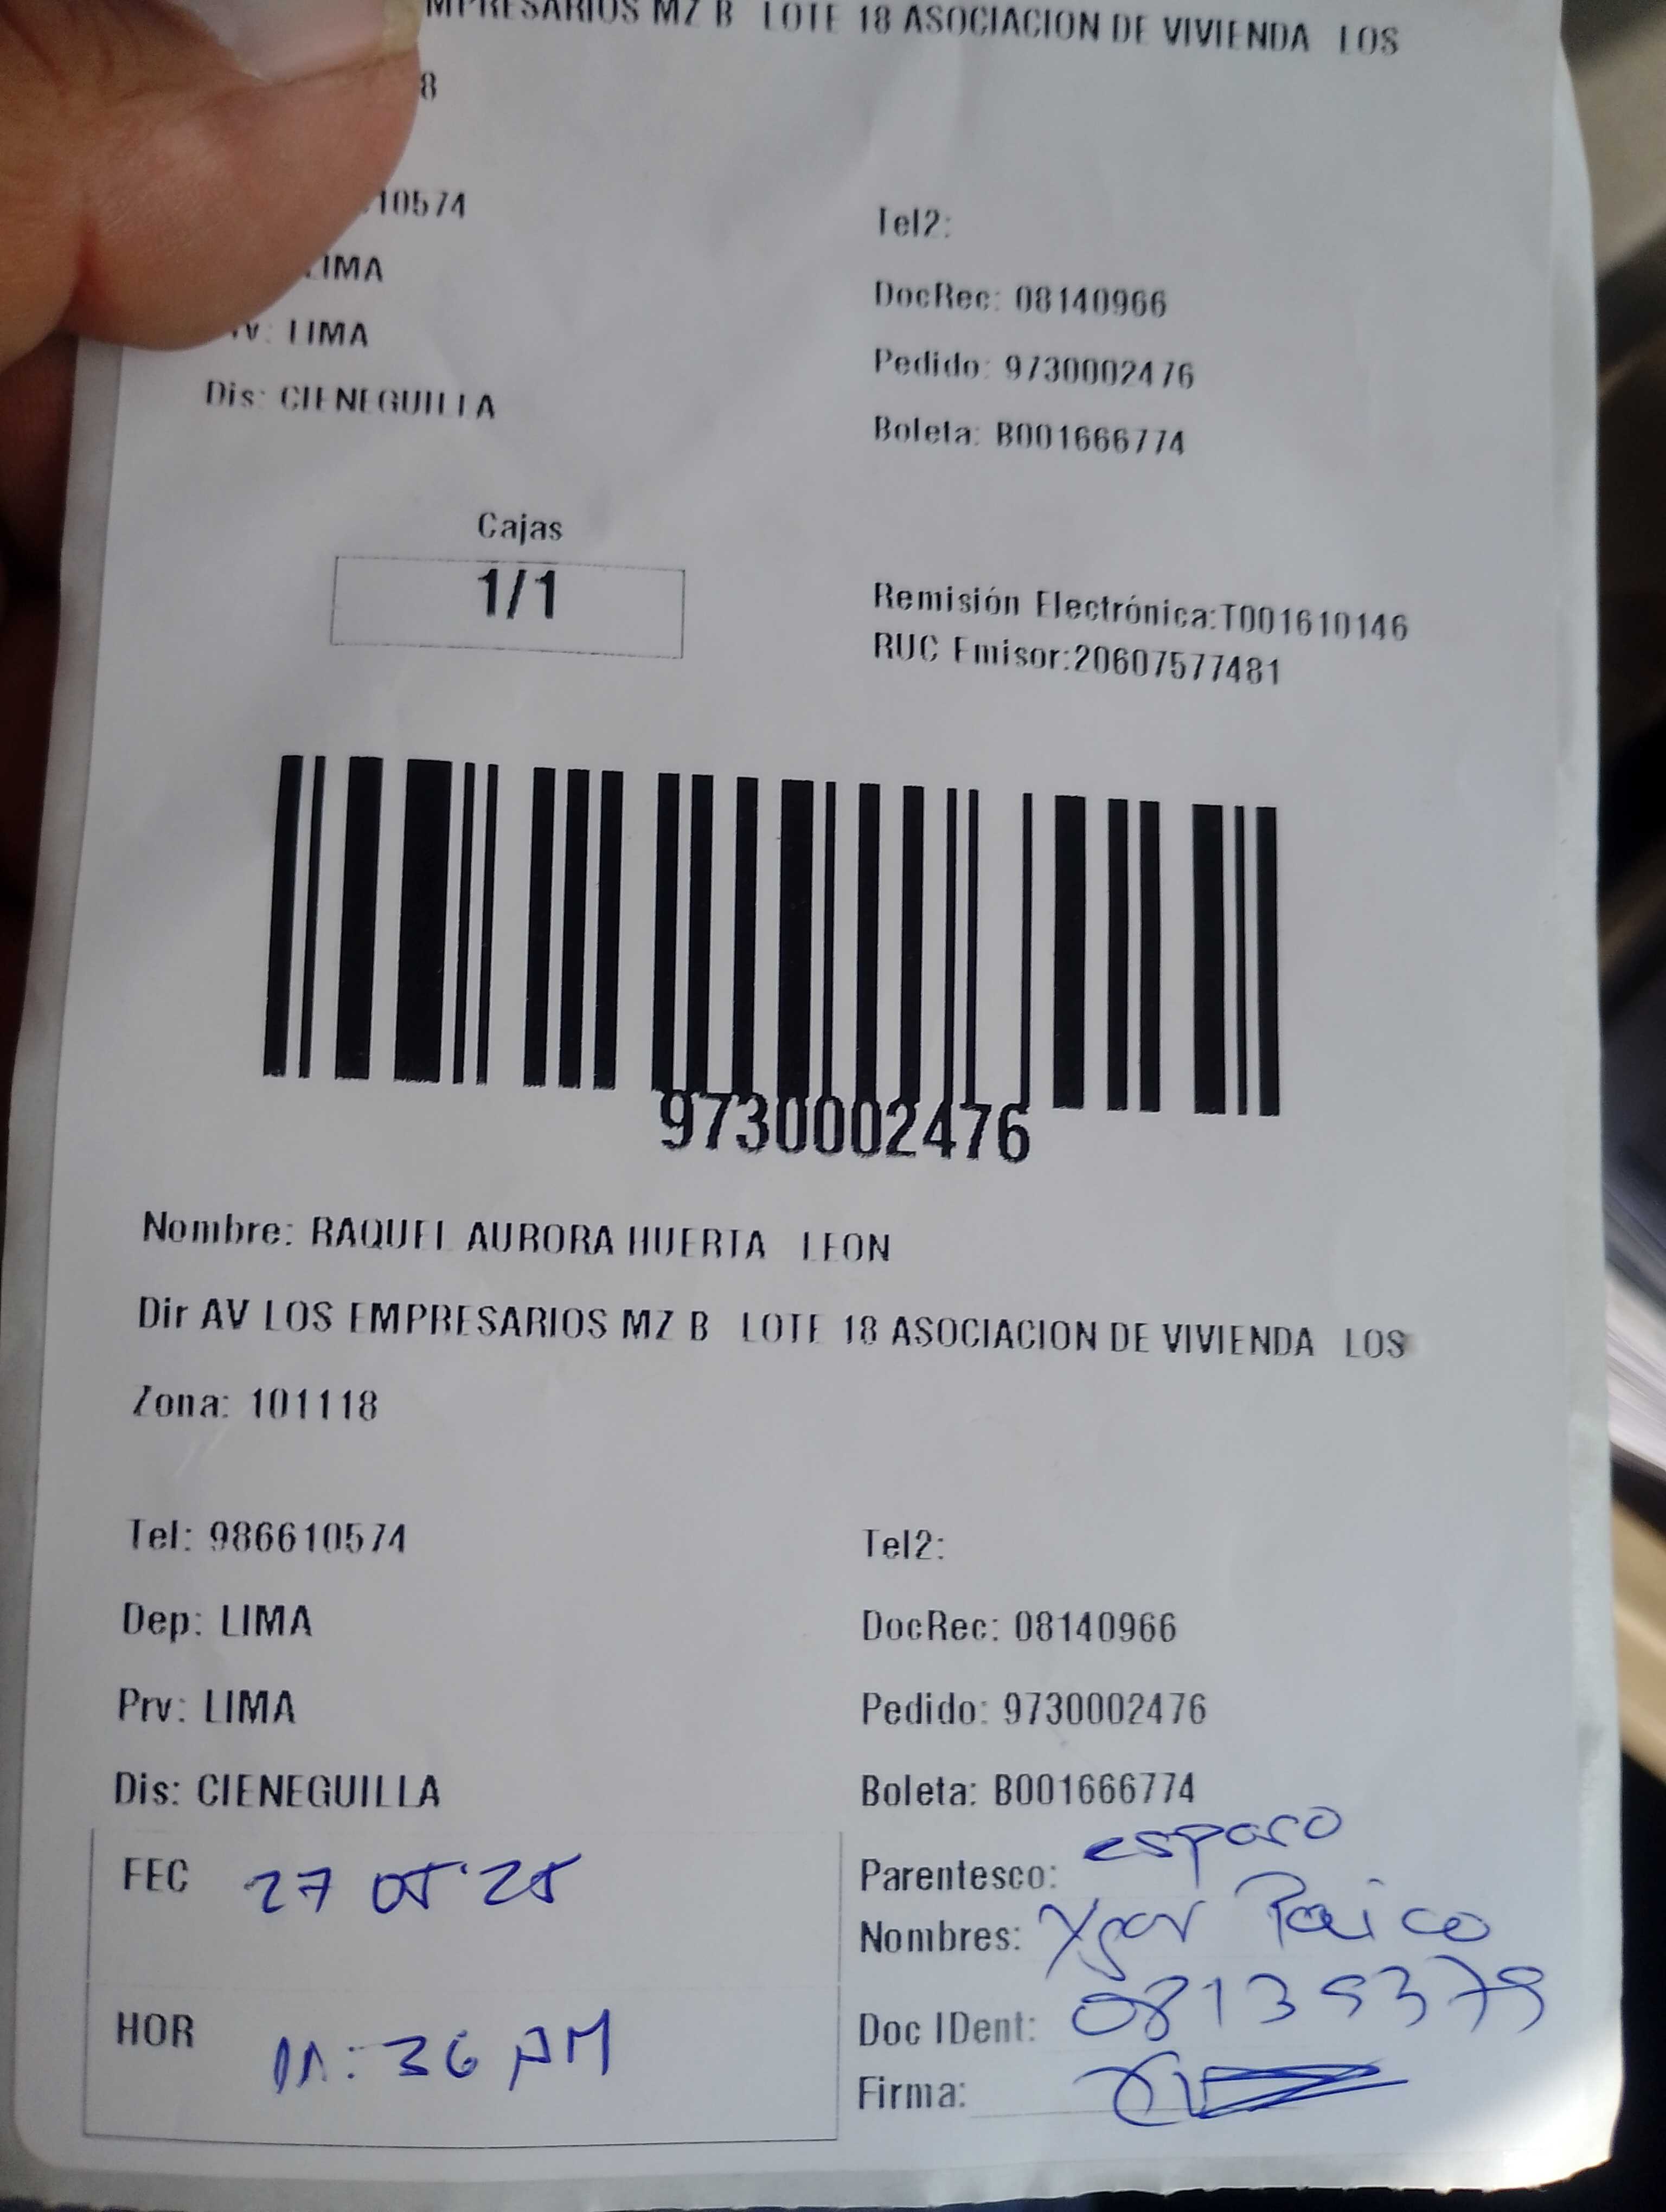 MPRESARIOS MZ B LOTE 18 ASOCIACION DE VIVIENDA LOS
8
10574
Tel2:
LIMA
DocRec: 08140966
Prv: LIMA
Pedido: 9730002476
Dis: CIENEGUILLA
Boleta: B001666774
Cajas
1/1
Remisión Electrónica:T001610146
RUC Emisor:20607577481
9730002476
Nombre: RAQUEL AURORA HUERTA LEON
Dir AV LOS EMPRESARIOS MZ B LOTE 18 ASOCIACION DE VIVIENDA LOS
Zona: 101118
Tel: 986610574
Tel2:
Dep: LIMA
DocRec: 08140966
Prv: LIMA
Pedido: 9730002476
Dis: CIENEGUILLA
Boleta: B001666774
FEC 27 05 25
Parentesco: esposo
Nombres: Ygor Paico
HOR 11:36 AM
Doc IDent: 08139379
Firma: